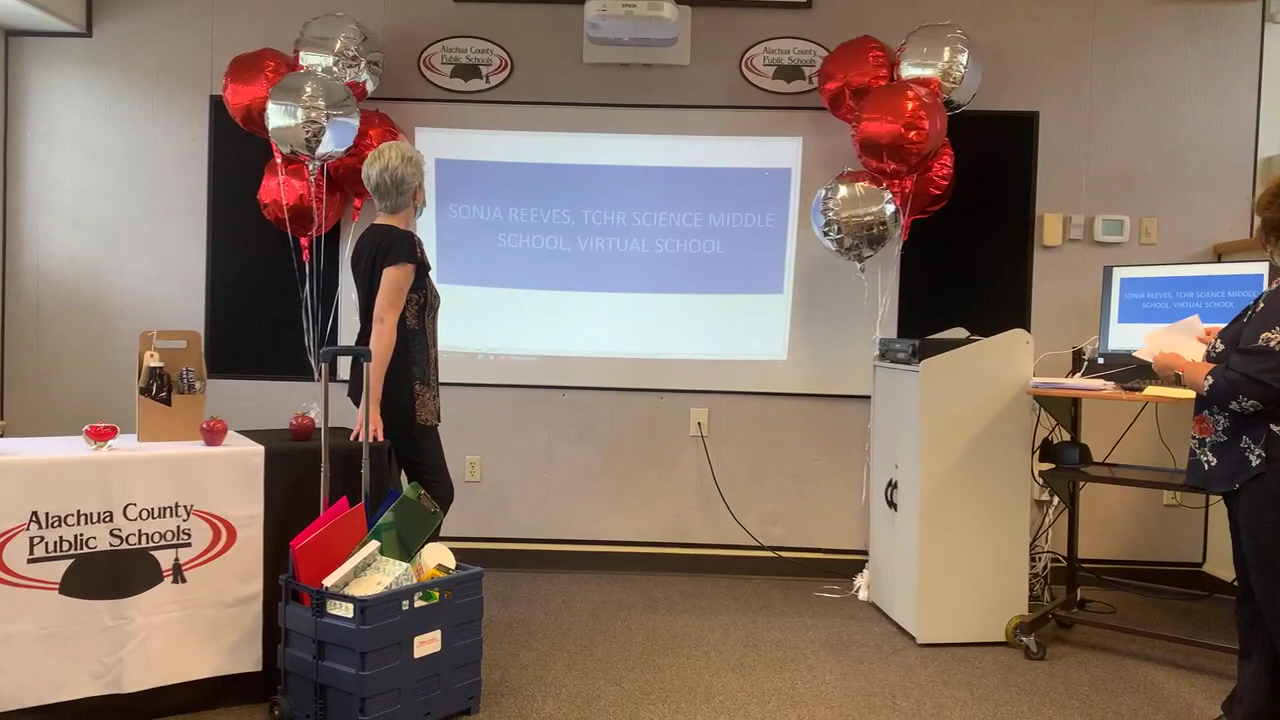 Alachua County
Public Schools
EPSON
Alachua County
Public Schools
SONJA REEVES, TCHR SCIENCE MIDDLE
SCHOOL, VIRTUAL SCHOOL
SONJA REEVES, TCHR SCIENCE MIDDLE
SCHOOL, VIRTUAL SCHOOL
Alachua County
Public Schools